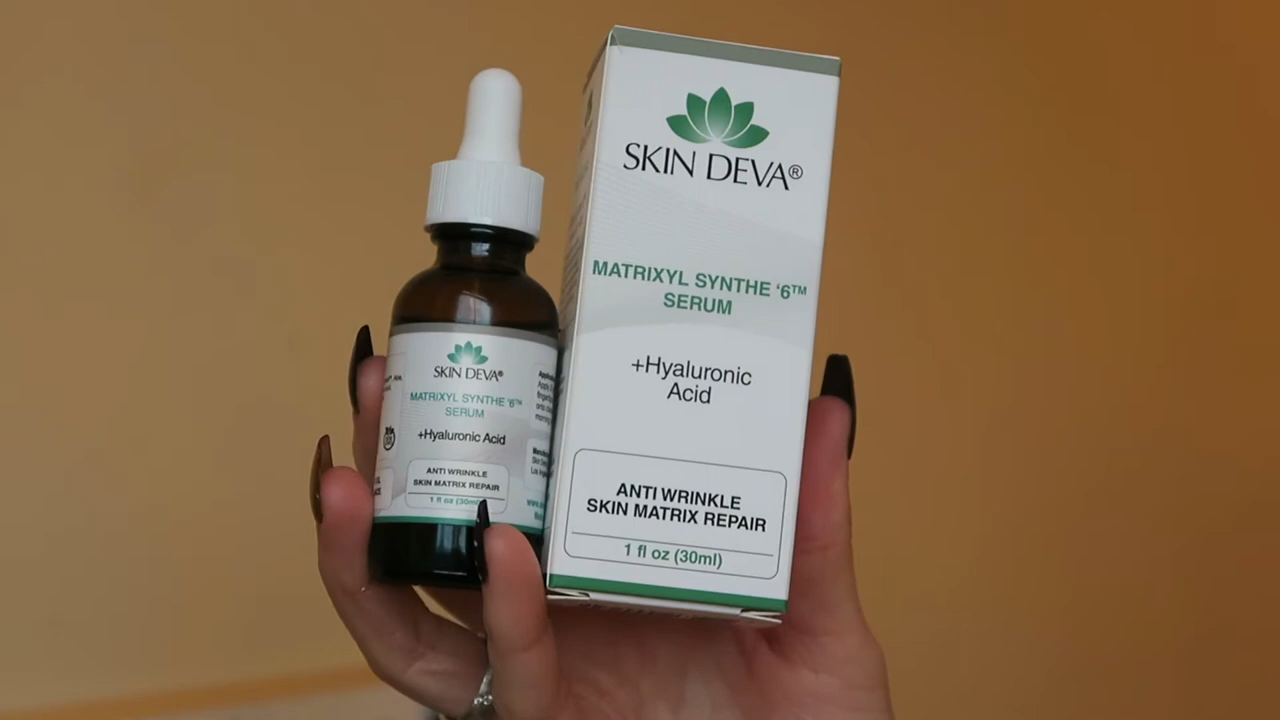 SKIN DEVA®
MATRIXYL SYNTHE ‘6™
SERUM
+Hyaluronic Acid
ANTI WRINKLE
SKIN MATRIX REPAIR
1 fl oz (30ml)
SKIN DEVA®
MATRIXYL SYNTHE ‘6™
SERUM
+Hyaluronic
Acid
ANTI WRINKLE
SKIN MATRIX REPAIR
1 fl oz (30ml)